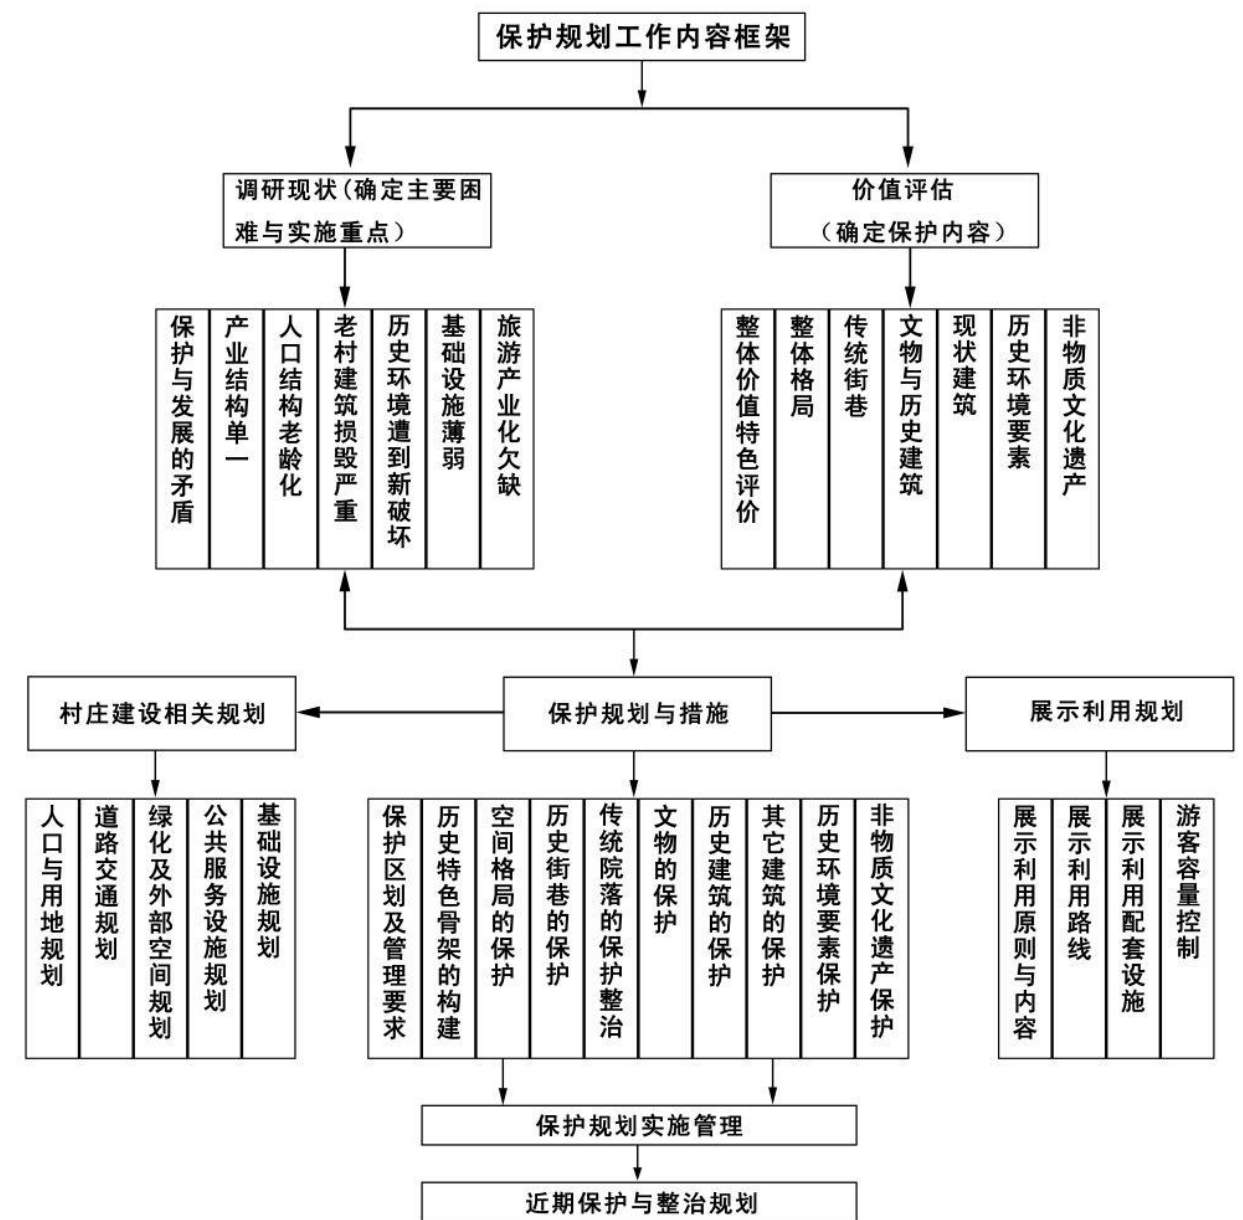 保护规划工作内容框架
调研现状(确定主要困
难与实施重点）
价值评估
（确定保护内容）
保护与发展的矛盾
产业结构单一
人口结构老龄化
老村建筑损毁严重
历史环境遭到新破坏
基础设施薄弱
旅游产业化欠缺
整体价值特色评价
整体格局
传统街巷
文物与历史建筑
现状建筑
历史环境要素
非物质文化遗产
村庄建设相关规划
保护规划与措施
展示利用规划
人口与用地规划
道路交通规划
绿化及外部空间规划
公共服务设施规划
基础设施规划
保护区划及管理要求
历史特色骨架的构建
空间格局的保护
历史街巷的保护
传统院落的保护整治
文物的保护
历史建筑的保护
其它建筑的保护
历史环境要素保护
非物质文化遗产保护
展示利用原则与内容
展示利用路线
展示利用配套设施
游客容量控制
保护规划实施管理
近期保护与整治规划